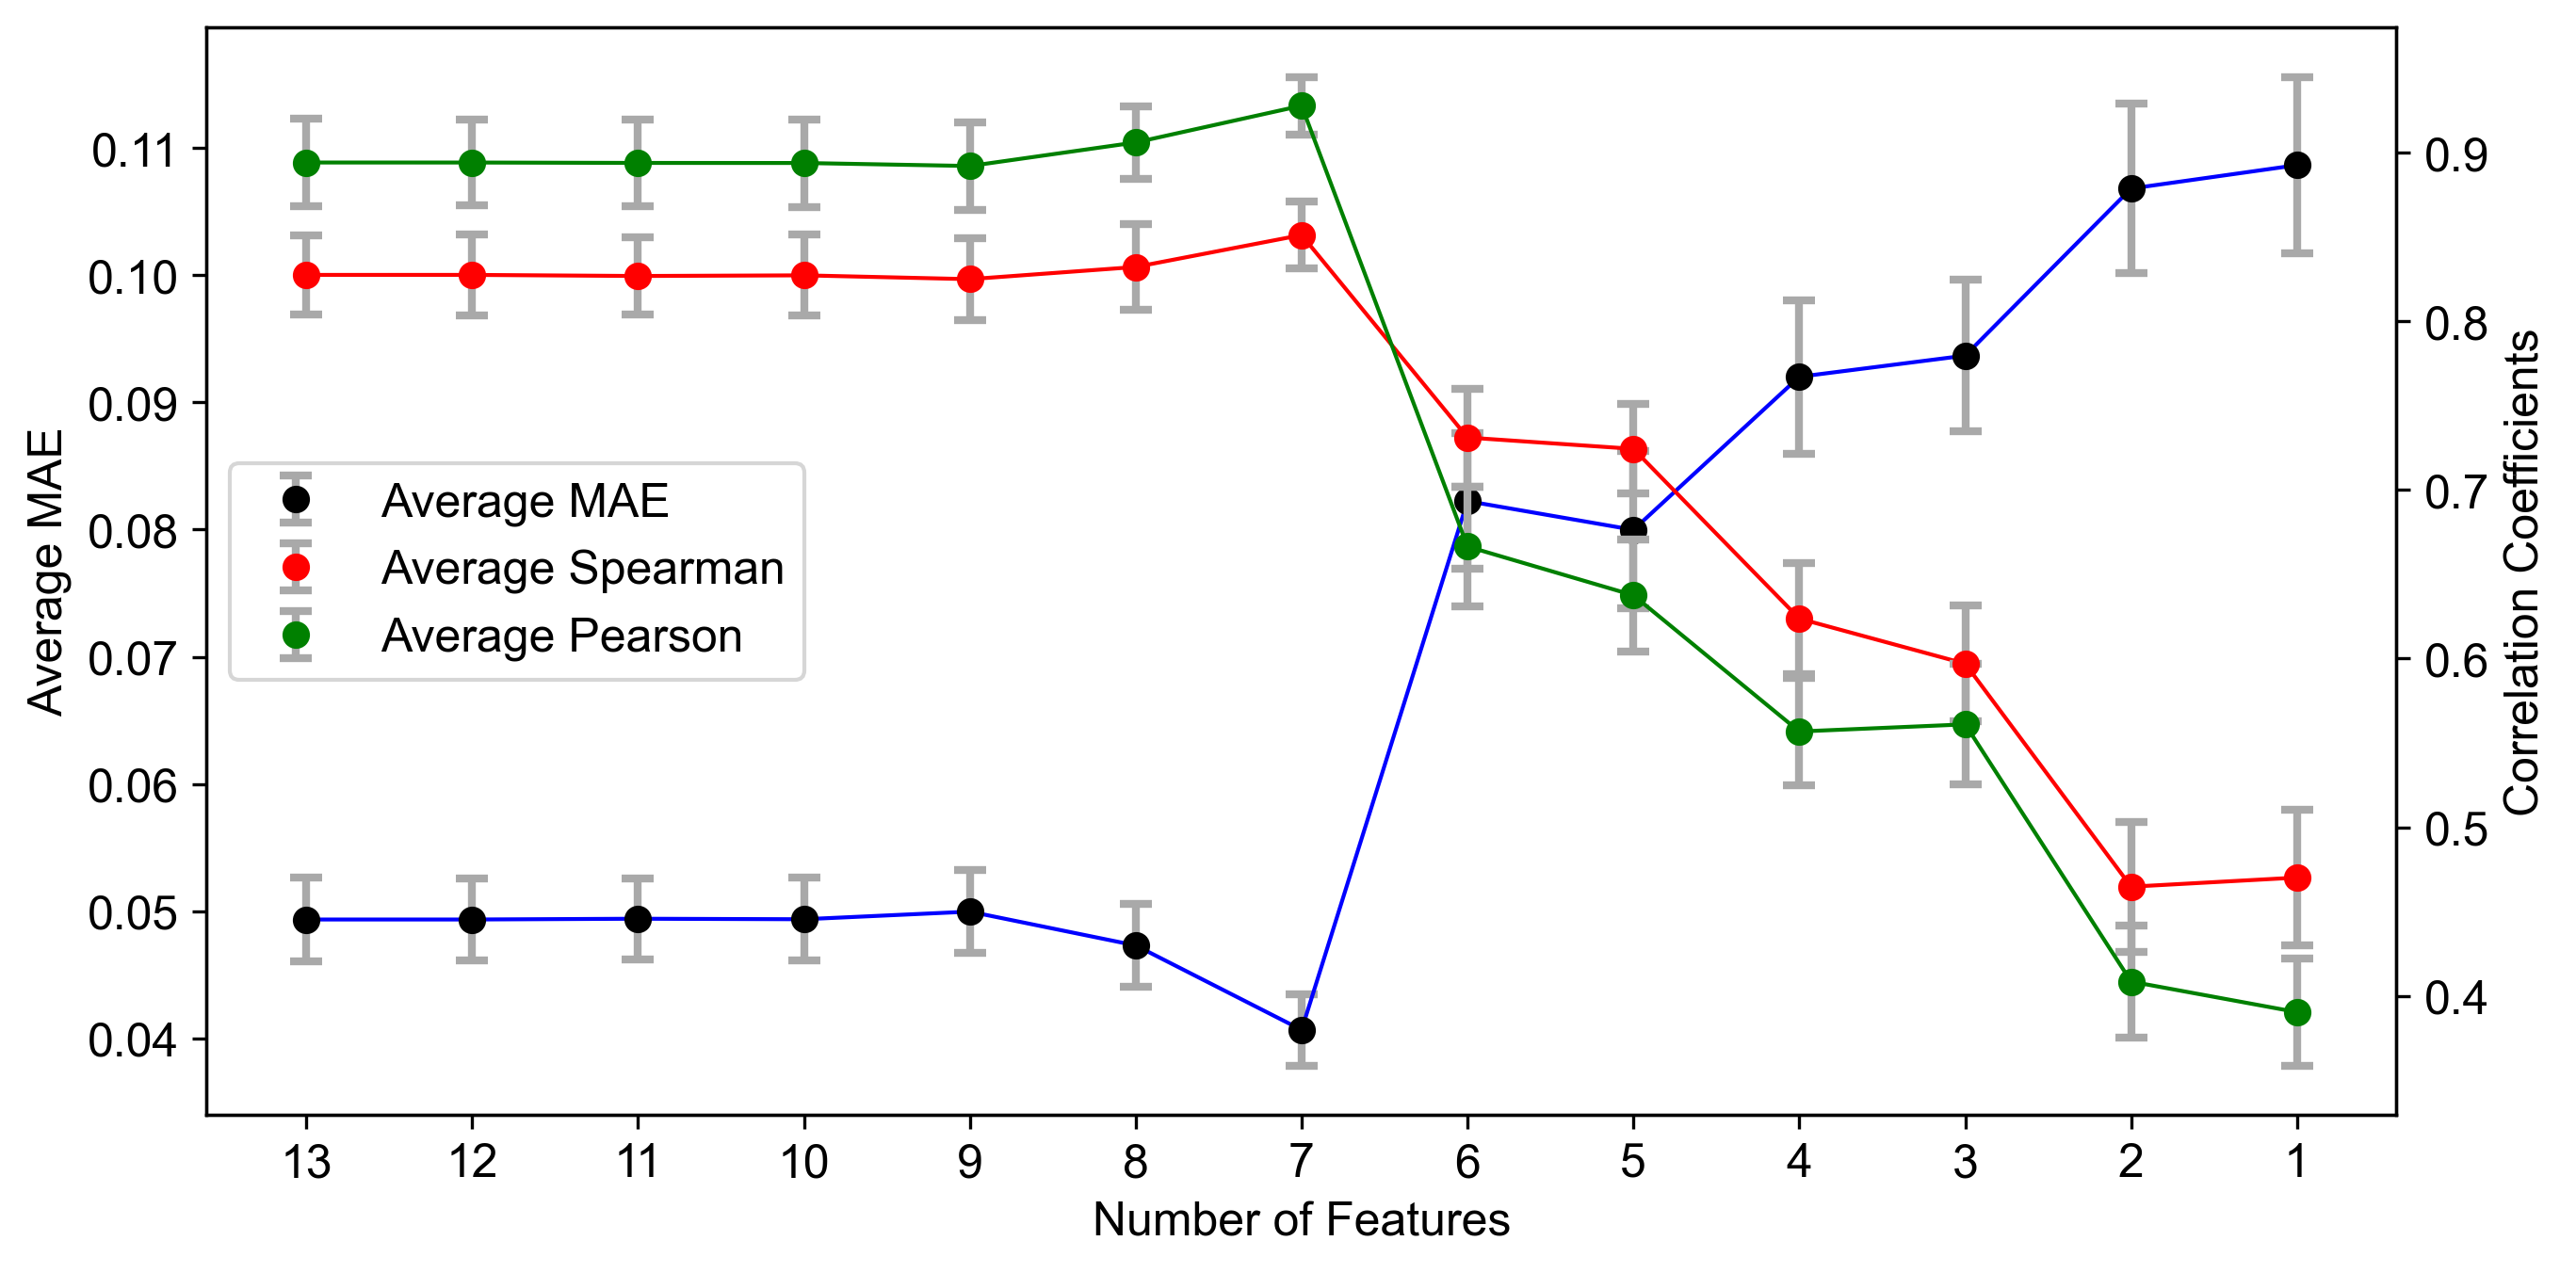 0.11
0.10
0.09
0.08
0.07
0.06
0.05
0.04
Average MAE
Average MAE
Average Spearman
Average Pearson
0.9
0.8
0.7
0.6
0.5
0.4
Correlation Coefficients
13 12 11 10 9 8 7 6 5 4 3 2 1
Number of Features